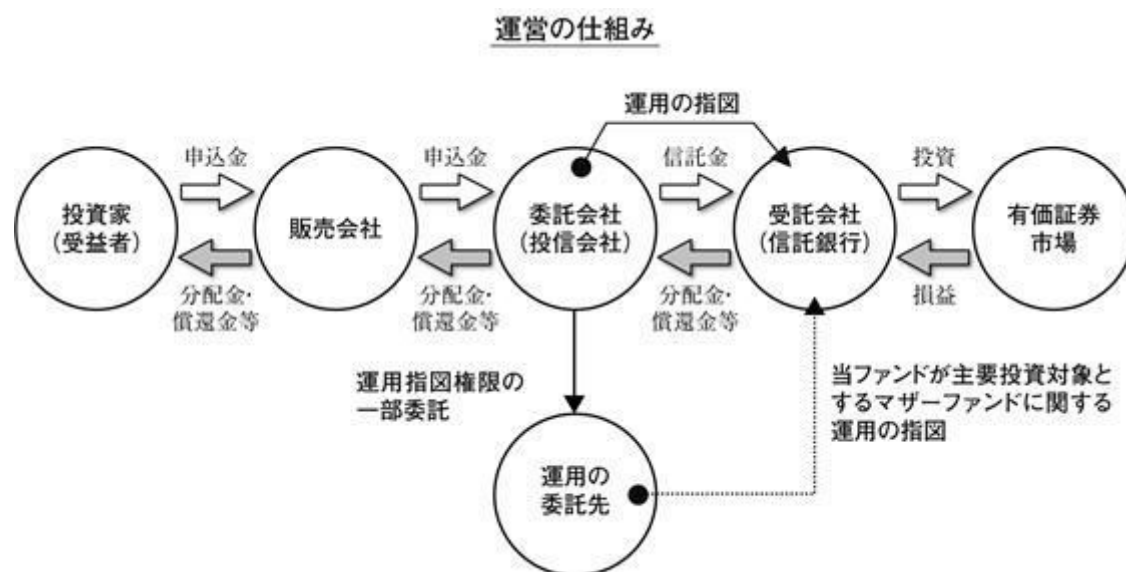 運営の仕組み
運用の指図
申込金
申込金
信託金
投資
投資家
(受益者)
販売会社
委託会社
(投信会社)
受託会社
(信託銀行)
有価証券
市場
分配金・
償還金等
分配金・
償還金等
分配金・
償還金等
損益
運用指図権限の
一部委託
当ファンドが主要投資対象と
するマザーファンドに関する
運用の指図
運用の
委託先